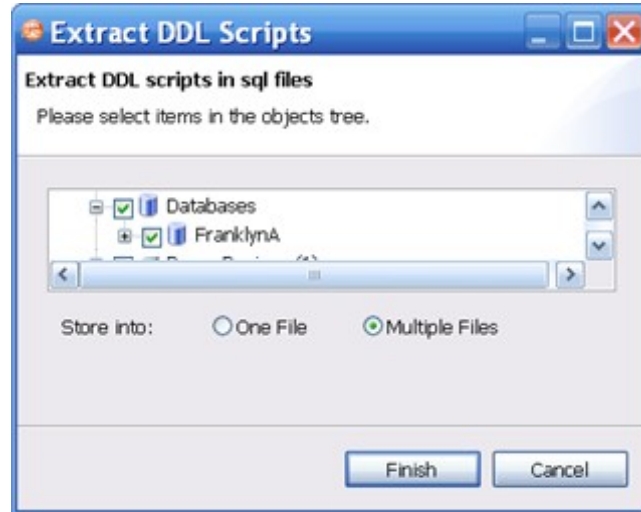 Extract DDL Scripts
Extract DDL scripts in sql files
Please select items in the objects tree.
Databases
FranklynA
Store into: One File Multiple Files
Finish Cancel